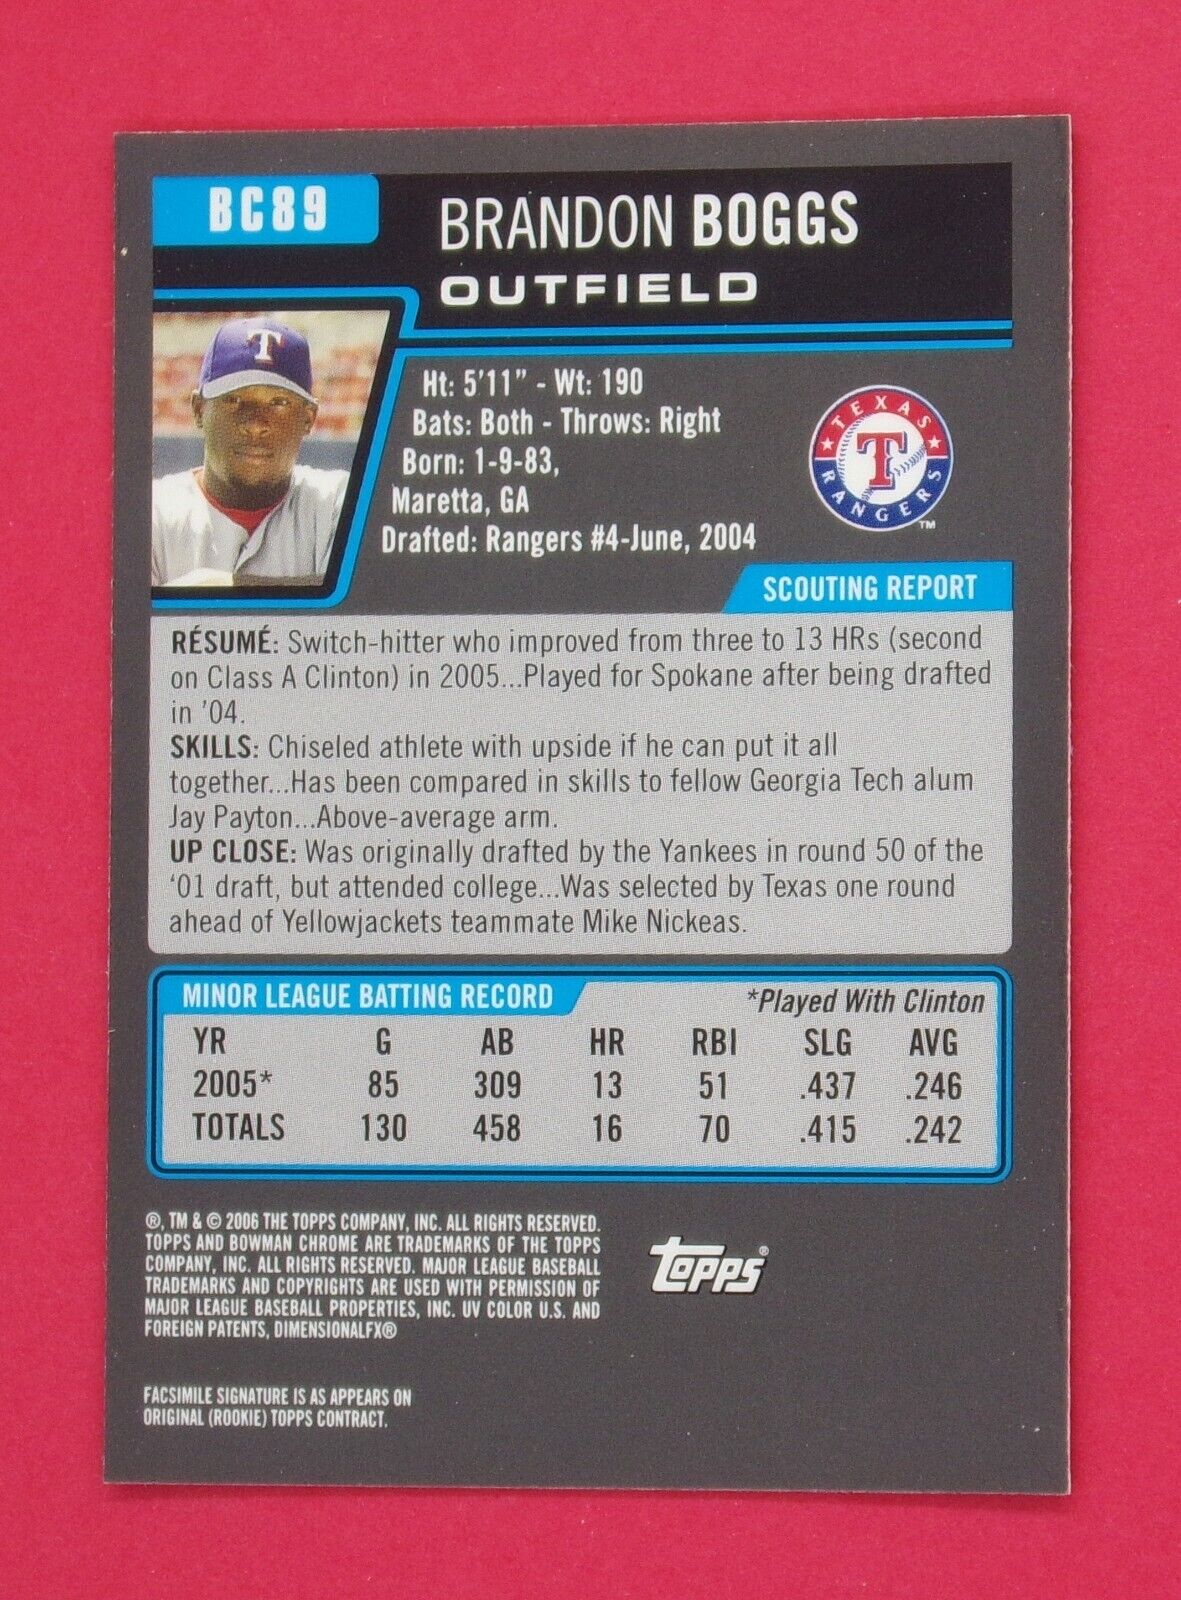 BC89
BRANDON BOGGS
OUTFIELD
T
Ht: 5'11" - Wt: 190
Bats: Both - Throws: Right
Born: 1-9-83,
Maretta, GA
Drafted: Rangers #4-June, 2004
TEXAS
T
RANGERS
TM
SCOUTING REPORT
RÉSUMÉ: Switch-hitter who improved from three to 13 HRs (second
on Class A Clinton) in 2005...Played for Spokane after being drafted
in '04.
SKILLS: Chiseled athlete with upside if he can put it all
together...Has been compared in skills to fellow Georgia Tech alum
Jay Payton...Above-average arm.
UP CLOSE: Was originally drafted by the Yankees in round 50 of the
'01 draft, but attended college...Was selected by Texas one round
ahead of Yellowjackets teammate Mike Nickeas.
MINOR LEAGUE BATTING RECORD *Played With Clinton
YR G AB HR RBI SLG AVG
2005* 85 309 13 51 .437 .246
TOTALS 130 458 16 70 .415 .242
®, TM & © 2006 THE TOPPS COMPANY, INC. ALL RIGHTS RESERVED.
TOPPS AND BOWMAN CHROME ARE TRADEMARKS OF THE TOPPS
COMPANY, INC. ALL RIGHTS RESERVED. MAJOR LEAGUE BASEBALL
TRADEMARKS AND COPYRIGHTS ARE USED WITH PERMISSION OF
MAJOR LEAGUE BASEBALL PROPERTIES, INC. UV COLOR U.S. AND
FOREIGN PATENTS, DIMENSIONALFX®
Topps®
FACSIMILE SIGNATURE IS AS APPEARS ON
ORIGINAL (ROOKIE) TOPPS CONTRACT.